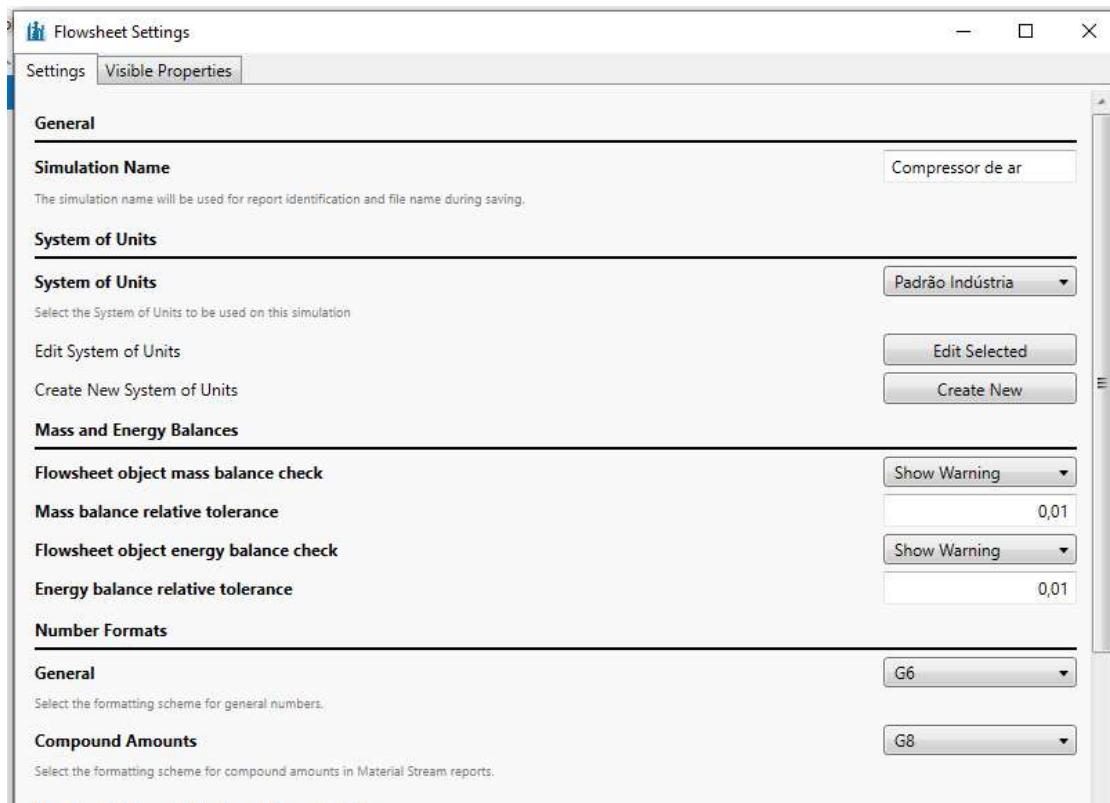 Flowsheet Settings
Settings Visible Properties
General
Simulation Name Compressor de ar
The simulation name will be used for report identification and file name during saving.
System of Units
System of Units Padrão Indústria
Select the System of Units to be used on this simulation
Edit System of Units Edit Selected
Create New System of Units Create New
Mass and Energy Balances
Flowsheet object mass balance check Show Warning
Mass balance relative tolerance 0,01
Flowsheet object energy balance check Show Warning
Energy balance relative tolerance 0,01
Number Formats
General G6
Select the formatting scheme for general numbers.
Compound Amounts G8
Select the formatting scheme for compound amounts in Material Stream reports.